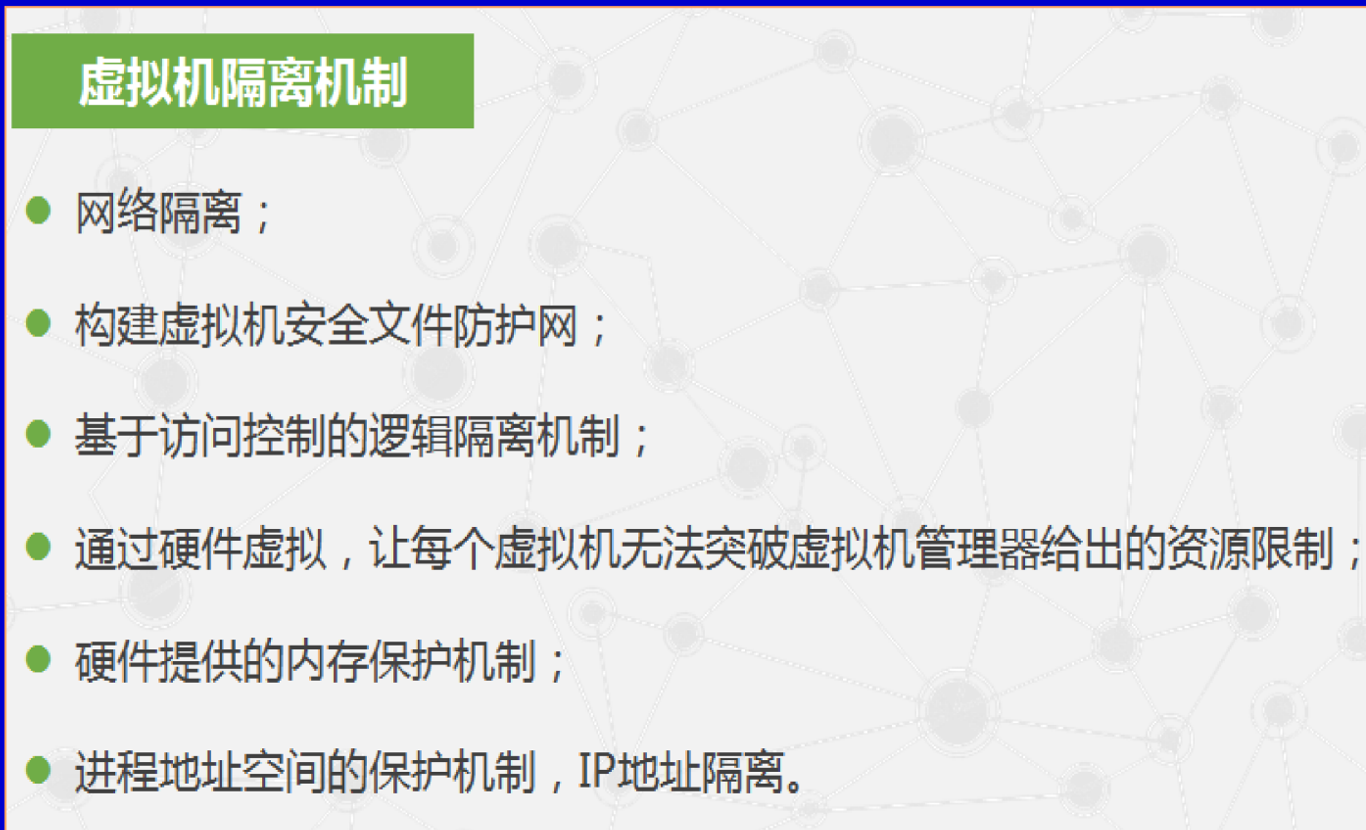 虚拟机隔离机制
网络隔离；
构建虚拟机安全文件防护网；
基于访问控制的逻辑隔离机制；
通过硬件虚拟，让每个虚拟机无法突破虚拟机管理器给出的资源限制；
硬件提供的内存保护机制；
进程地址空间的保护机制，IP地址隔离。